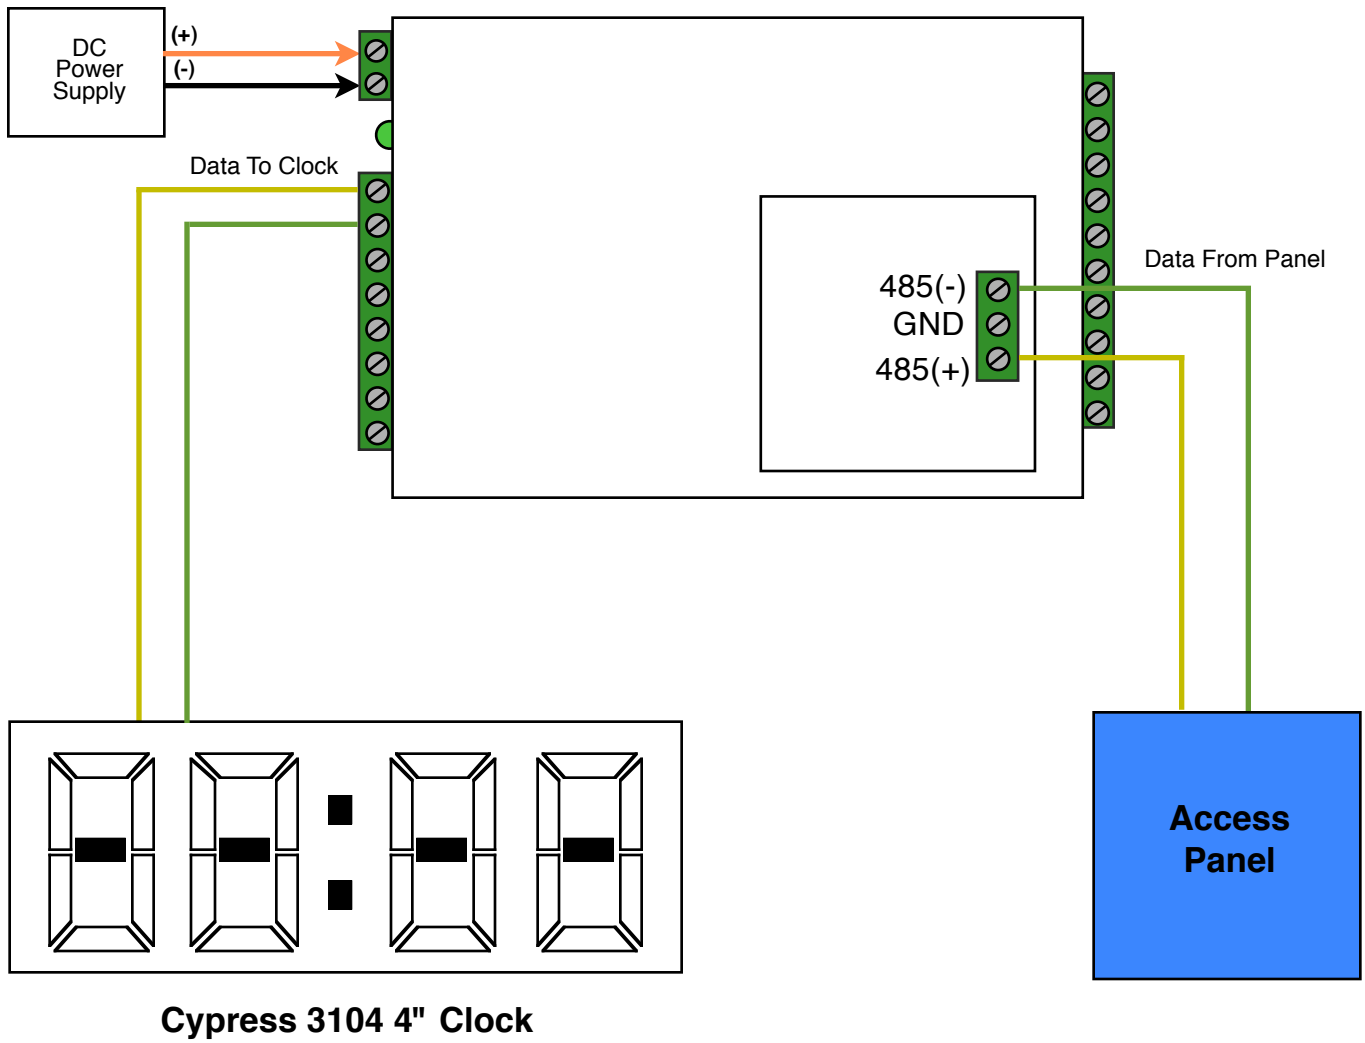 DC
Power
Supply
(+)
(-)
Data To Clock
Data From Panel
485(-)
GND
485(+)
Access
Panel
Cypress 3104 4" Clock